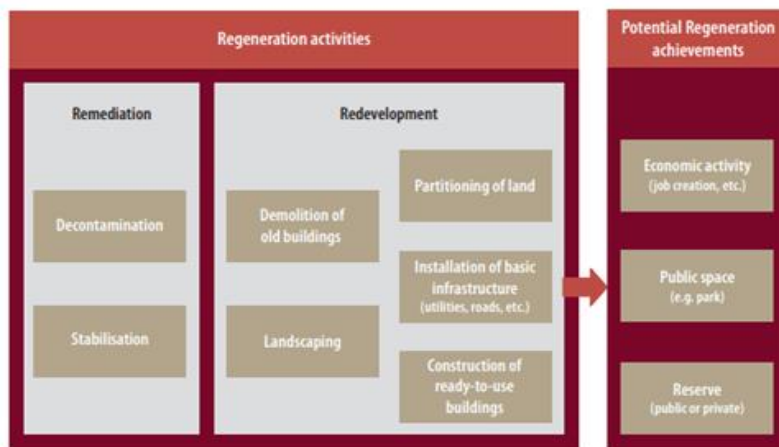 Regeneration activities
Remediation
Decontamination
Stabilisation
Redevelopment
Demolition of
old buildings
Landscaping
Partitioning of land
Installation of basic
infrastructure
(utilities, roads, etc.)
Construction of
ready-to-use
buildings
Potential Regeneration
achievements
Economic activity
(job creation, etc.)
Public space
(e.g. park)
Reserve
(public or private)